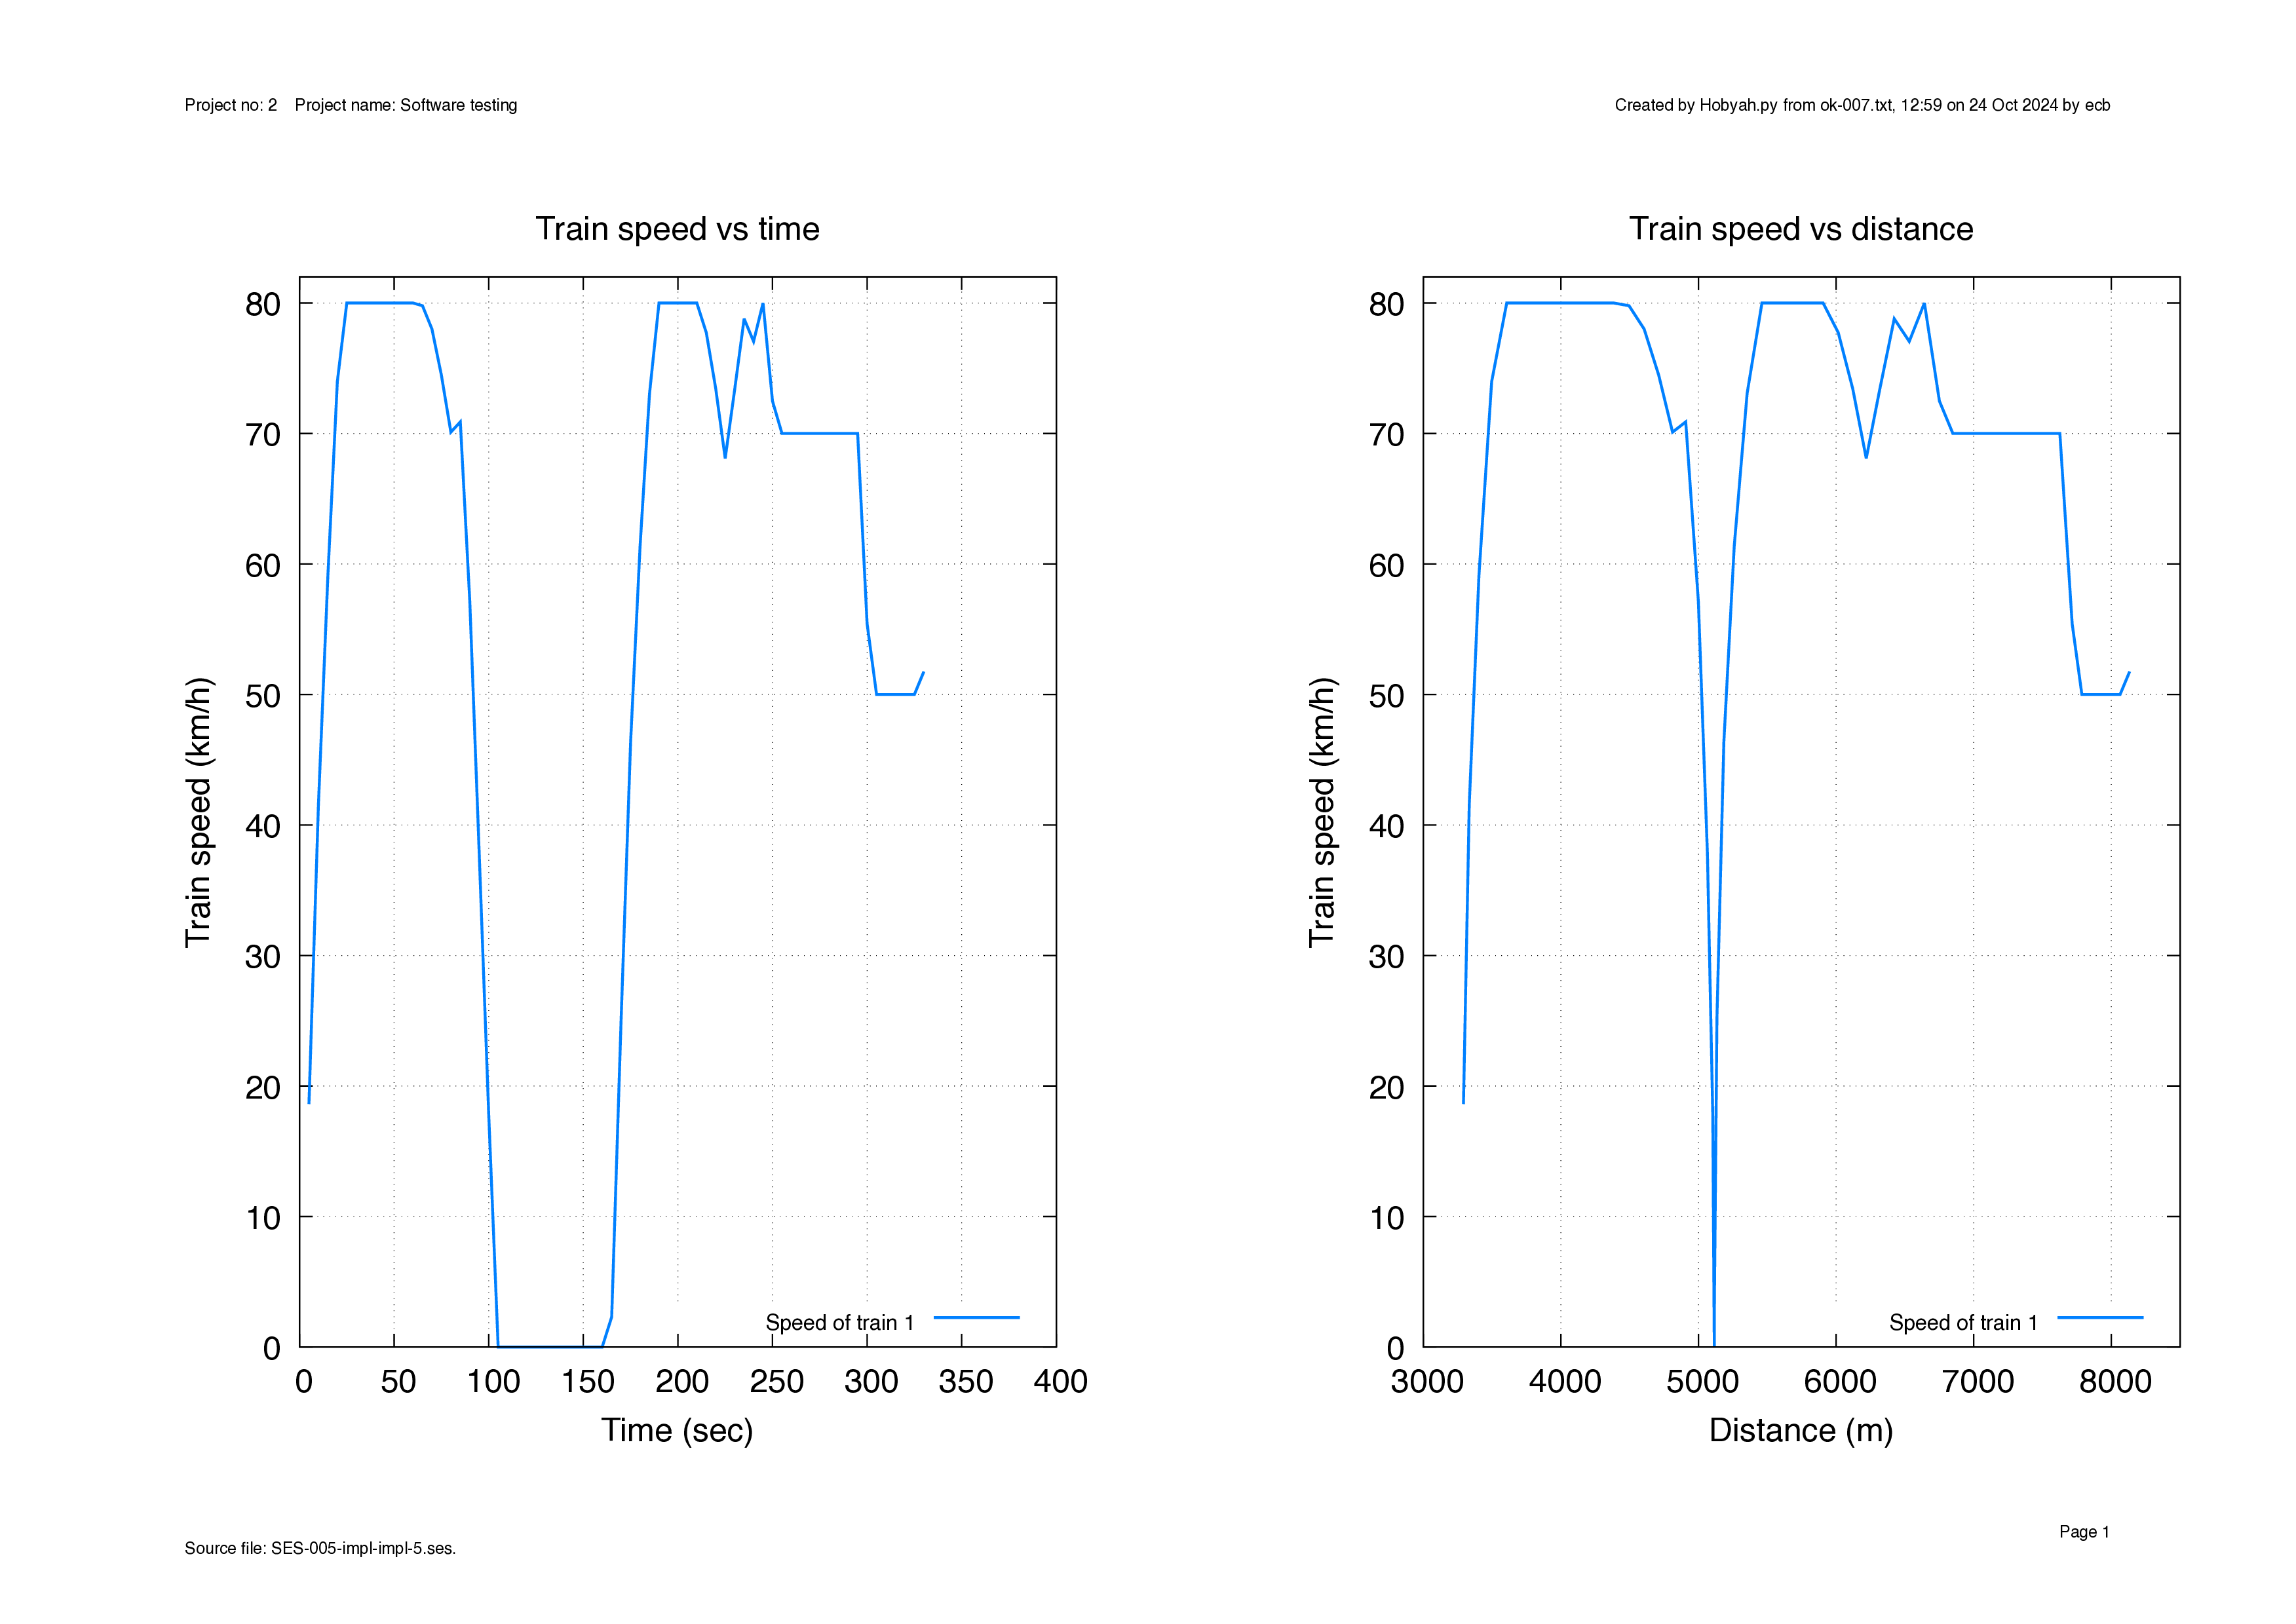 Project no: 2    Project name: Software testing
Created by Hobyah.py from ok-007.txt, 12:59 on 24 Oct 2024 by ecb
Train speed vs time
80
70
60
50
40
30
20
10
0
Train speed (km/h)
Speed of train 1
0 50 100 150 200 250 300 350 400
Time (sec)
Train speed vs distance
80
70
60
50
40
30
20
10
0
Train speed (km/h)
Speed of train 1
3000 4000 5000 6000 7000 8000
Distance (m)
Source file: SES-005-impl-impl-5.ses.
Page 1